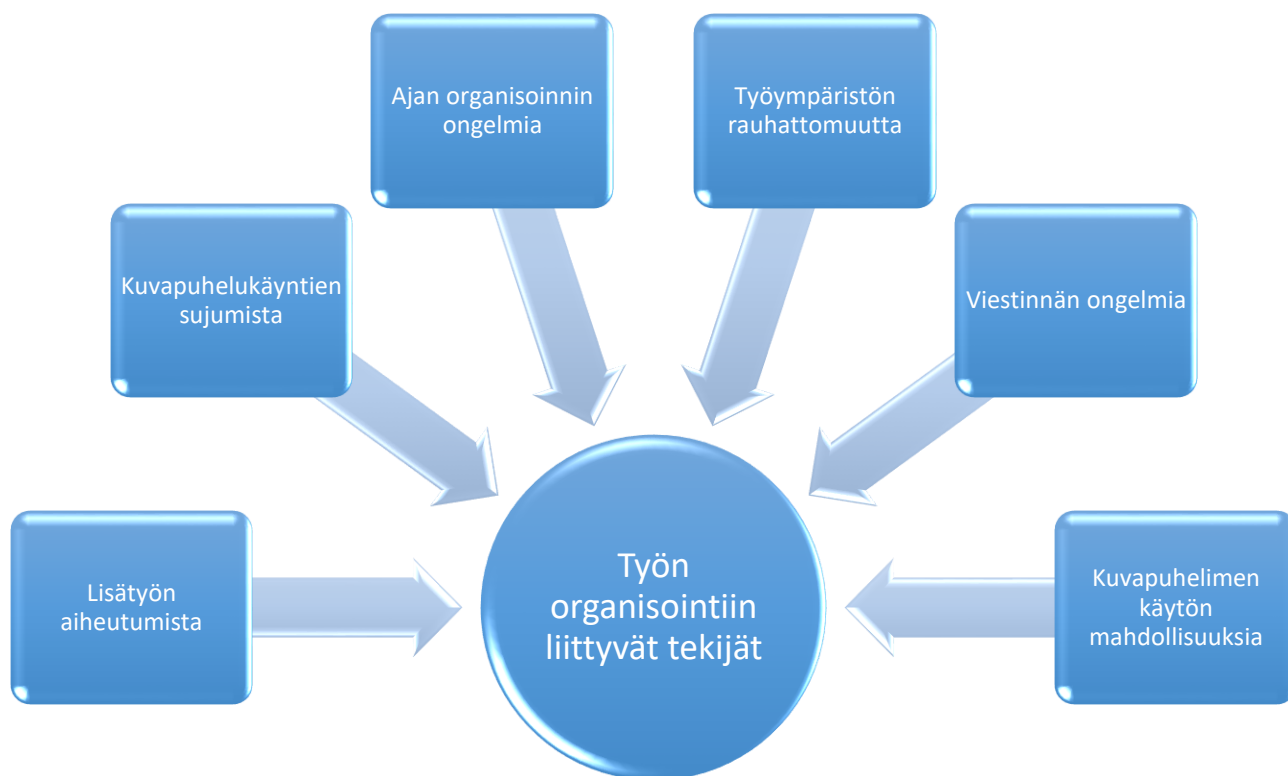 Ajan organisoinnin
ongelmia
Työympäristön
rauhattomuutta
Kuvapuhelukäyntien
sujumista
Viestinnän ongelmia
Lisätyön
aiheutumista
Työn
organisointiin
liittyvät tekijät
Kuvapuhelimen
käytön
mahdollisuuksia